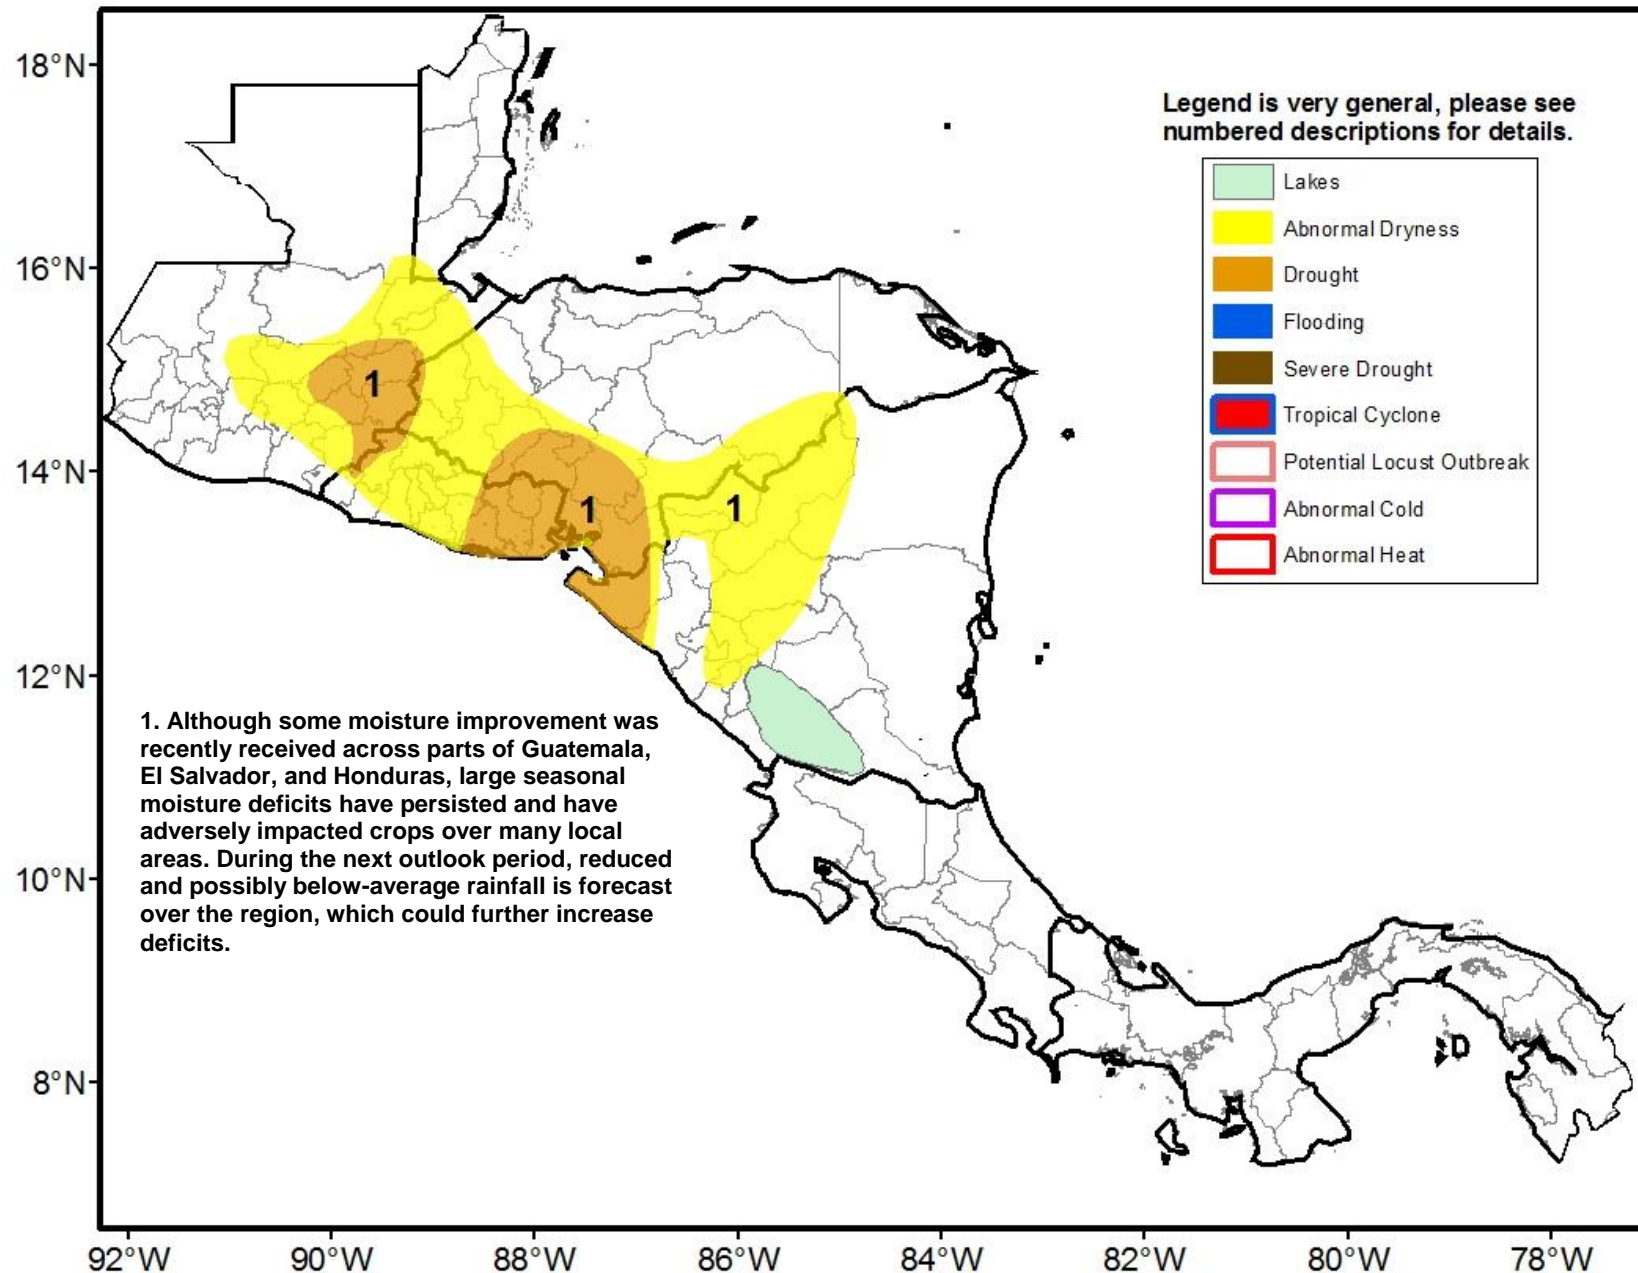 18°N
16°N
14°N
12°N
10°N
8°N
Legend is very general, please see
numbered descriptions for details.
Lakes
Abnormal Dryness
Drought
Flooding
Severe Drought
Tropical Cyclone
Potential Locust Outbreak
Abnormal Cold
Abnormal Heat
1
1
1
1. Although some moisture improvement was
recently received across parts of Guatemala,
El Salvador, and Honduras, large seasonal
moisture deficits have persisted and have
adversely impacted crops over many local
areas. During the next outlook period, reduced
and possibly below-average rainfall is forecast
over the region, which could further increase
deficits.
92°W
90°W
88°W
86°W
84°W
82°W
80°W
78°W